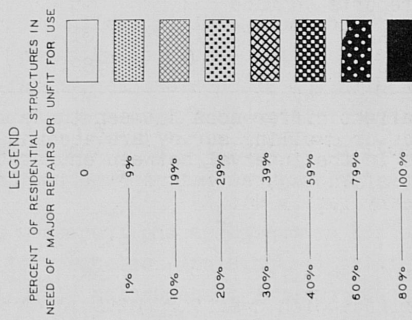 LEGEND
PERCENT OF RESIDENTIAL STRUCTURES IN
NEED OF MAJOR REPAIRS OR UNFIT FOR USE
0
1% — 9%
10% — 19%
20% — 29%
30% — 39%
40% — 59%
60% — 79%
80% — 100%